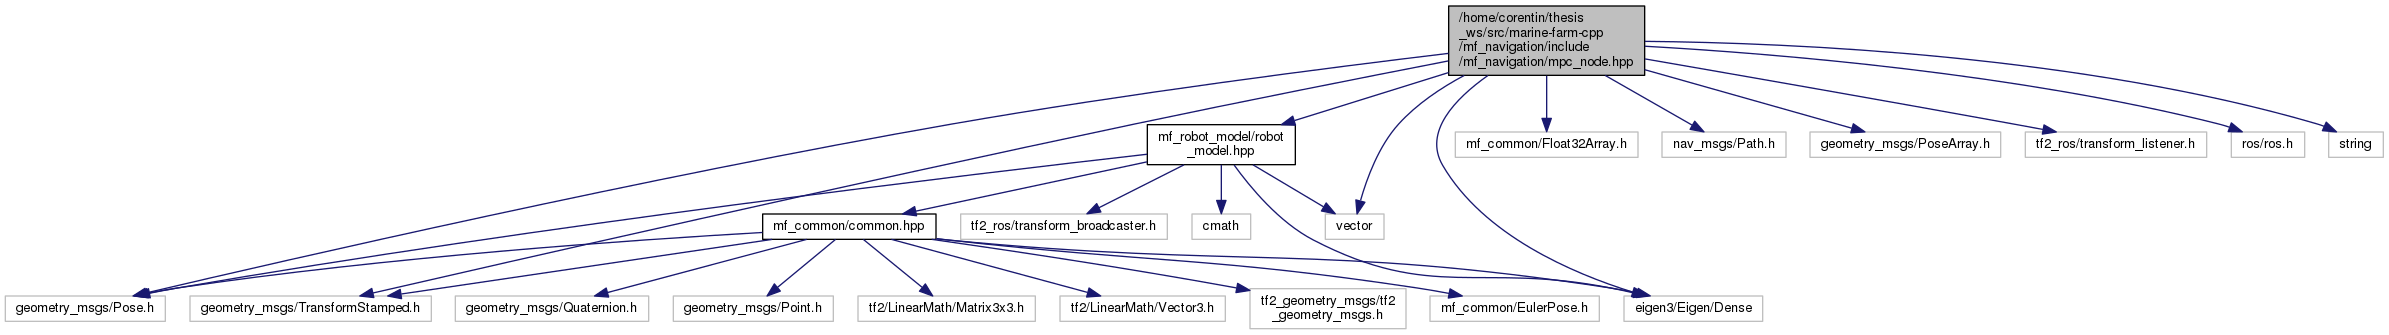 /home/corentin/thesis
_ws/src/marine-farm-cpp
/mf_navigation/include
/mf_navigation/mpc_node.hpp
mf_robot_model/robot
_model.hpp
mf_common/Float32Array.h
nav_msgs/Path.h
geometry_msgs/PoseArray.h
tf2_ros/transform_listener.h
ros/ros.h
string
mf_common/common.hpp
tf2_ros/transform_broadcaster.h
cmath
vector
geometry_msgs/Pose.h
geometry_msgs/TransformStamped.h
geometry_msgs/Quaternion.h
geometry_msgs/Point.h
tf2/LinearMath/Matrix3x3.h
tf2/LinearMath/Vector3.h
tf2_geometry_msgs/tf2
_geometry_msgs.h
mf_common/EulerPose.h
eigen3/Eigen/Dense